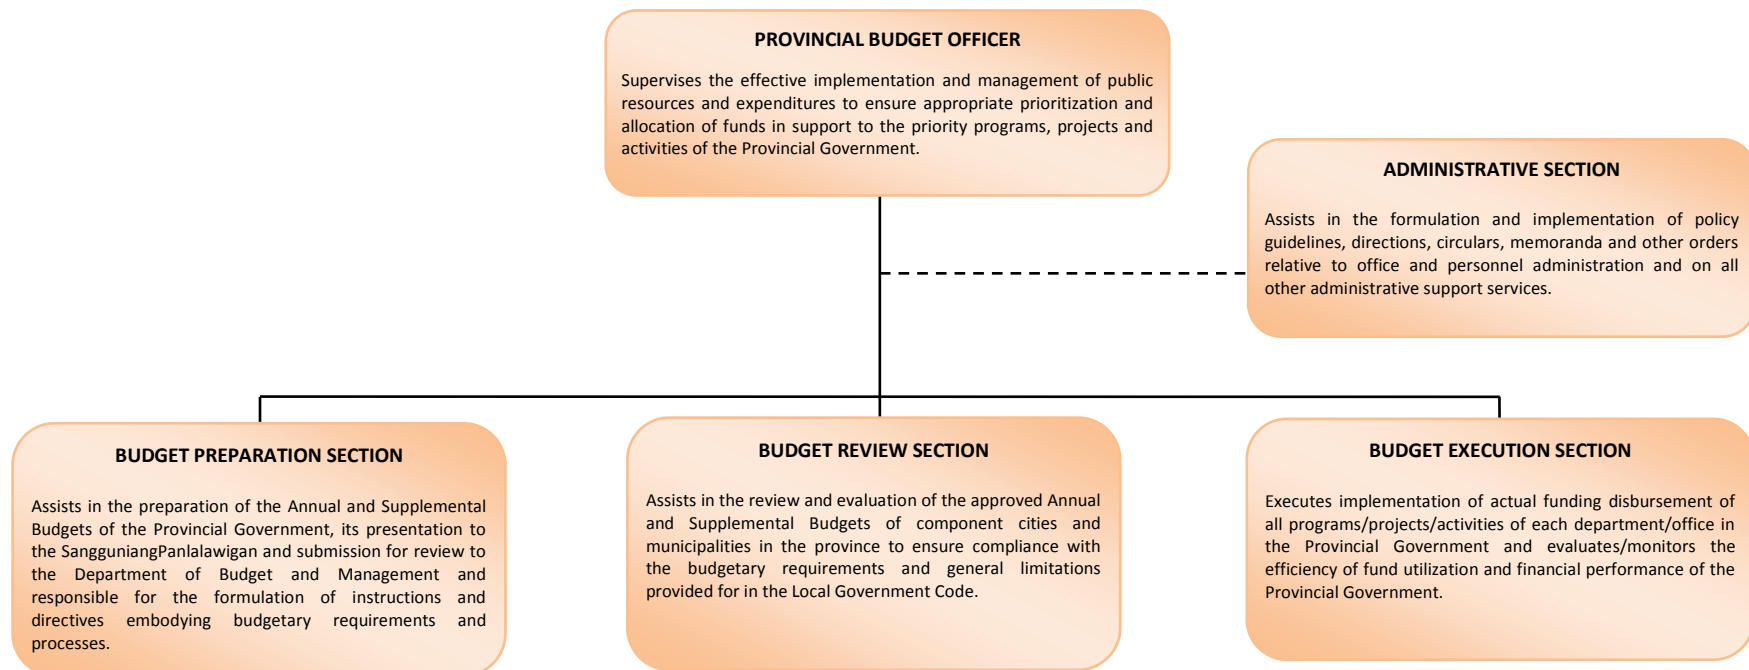 PROVINCIAL BUDGET OFFICER
Supervises the effective implementation and management of public
resources and expenditures to ensure appropriate prioritization and
allocation of funds in support to the priority programs, projects and
activities of the Provincial Government.
ADMINISTRATIVE SECTION
Assists in the formulation and implementation of policy
guidelines, directions, circulars, memoranda and other orders
relative to office and personnel administration and on all
other administrative support services.
BUDGET PREPARATION SECTION
Assists in the preparation of the Annual and Supplemental
Budgets of the Provincial Government, its presentation to
the SangguniangPanlalawigan and submission for review to
the Department of Budget and Management and
responsible for the formulation of instructions and
directives embodying budgetary requirements and
processes.
BUDGET REVIEW SECTION
Assists in the review and evaluation of the approved Annual
and Supplemental Budgets of component cities and
municipalities in the province to ensure compliance with
the budgetary requirements and general limitations
provided for in the Local Government Code.
BUDGET EXECUTION SECTION
Executes implementation of actual funding disbursement of
all programs/projects/activities of each department/office in
the Provincial Government and evaluates/monitors the
efficiency of fund utilization and financial performance of the
Provincial Government.